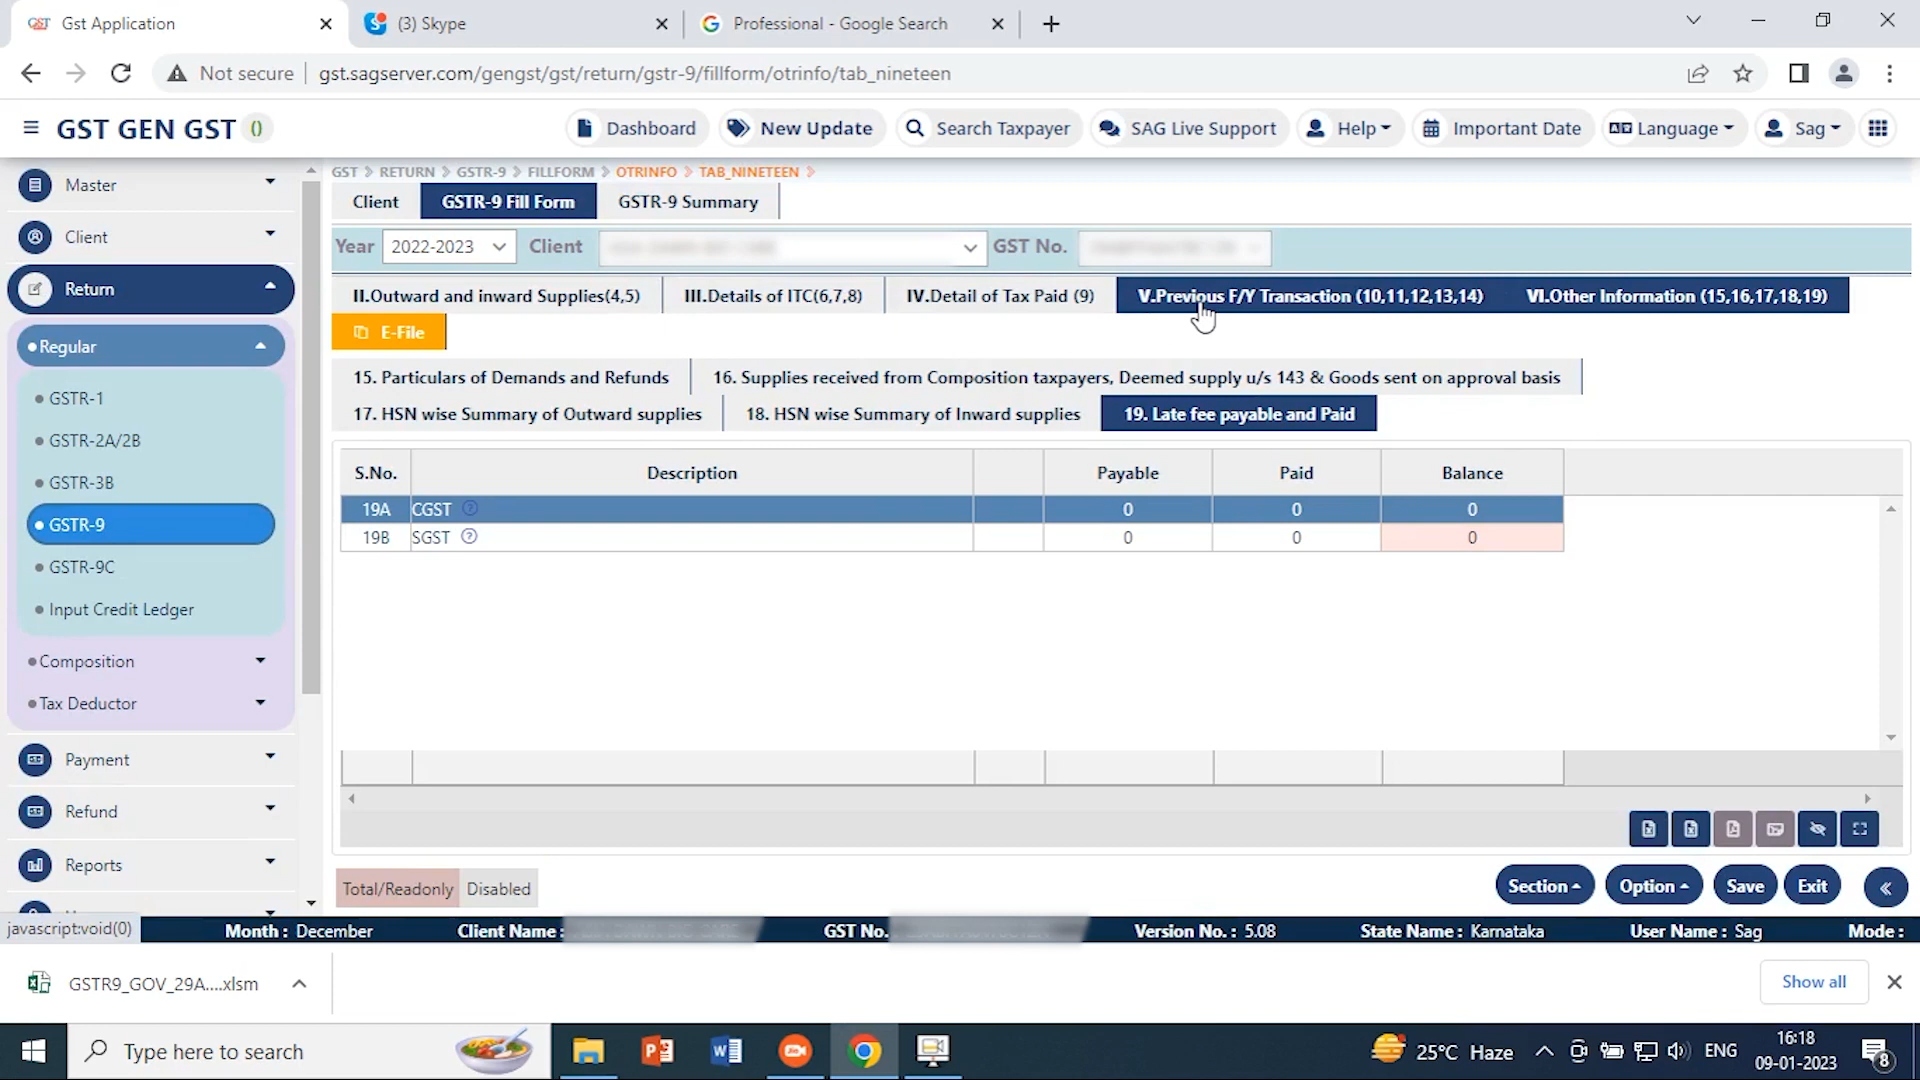 Gst Application
(3) Skype
Professional - Google Search
Not secure
gst.sagserver.com/gengst/gst/return/gstr-9/fillform/otrinfo/tab_nineteen
GST GEN GST ()
Dashboard
New Update
Search Taxpayer
SAG Live Support
Help
Important Date
Language
Sag
Master
Client
Return
Regular
GSTR-1
GSTR-2A/2B
GSTR-3B
GSTR-9
GSTR-9C
Input Credit Ledger
Composition
Tax Deductor
Payment
Refund
Reports
javascript:void(0)
GST RETURN GSTR-9 FILLFORM OTRINFO TAB_NINETEEN
Client GSTR-9 Fill Form GSTR-9 Summary
Year 2022-2023 Client GST No.
II.Outward and inward Supplies(4,5) III.Details of ITC(6,7,8) IV.Detail of Tax Paid (9) V.Previous F/Y Transaction (10,11,12,13,14) VI.Other Information (15,16,17,18,19)
E-File
15. Particulars of Demands and Refunds 16. Supplies received from Composition taxpayers, Deemed supply u/s 143 & Goods sent on approval basis
17. HSN wise Summary of Outward supplies 18. HSN wise Summary of Inward supplies 19. Late fee payable and Paid
S.No. Description Payable Paid Balance
19A CGST 0 0 0
19B SGST 0 0 0
Total/Readonly Disabled
Section Option Save Exit
Month : December Client Name : GST No. Version No. : 5.08 State Name : Karnataka User Name : Sag Mode :
GSTR9_GOV_29A....xlsm
Show all
Type here to search
25°C Haze
ENG
16:18
09-01-2023
8